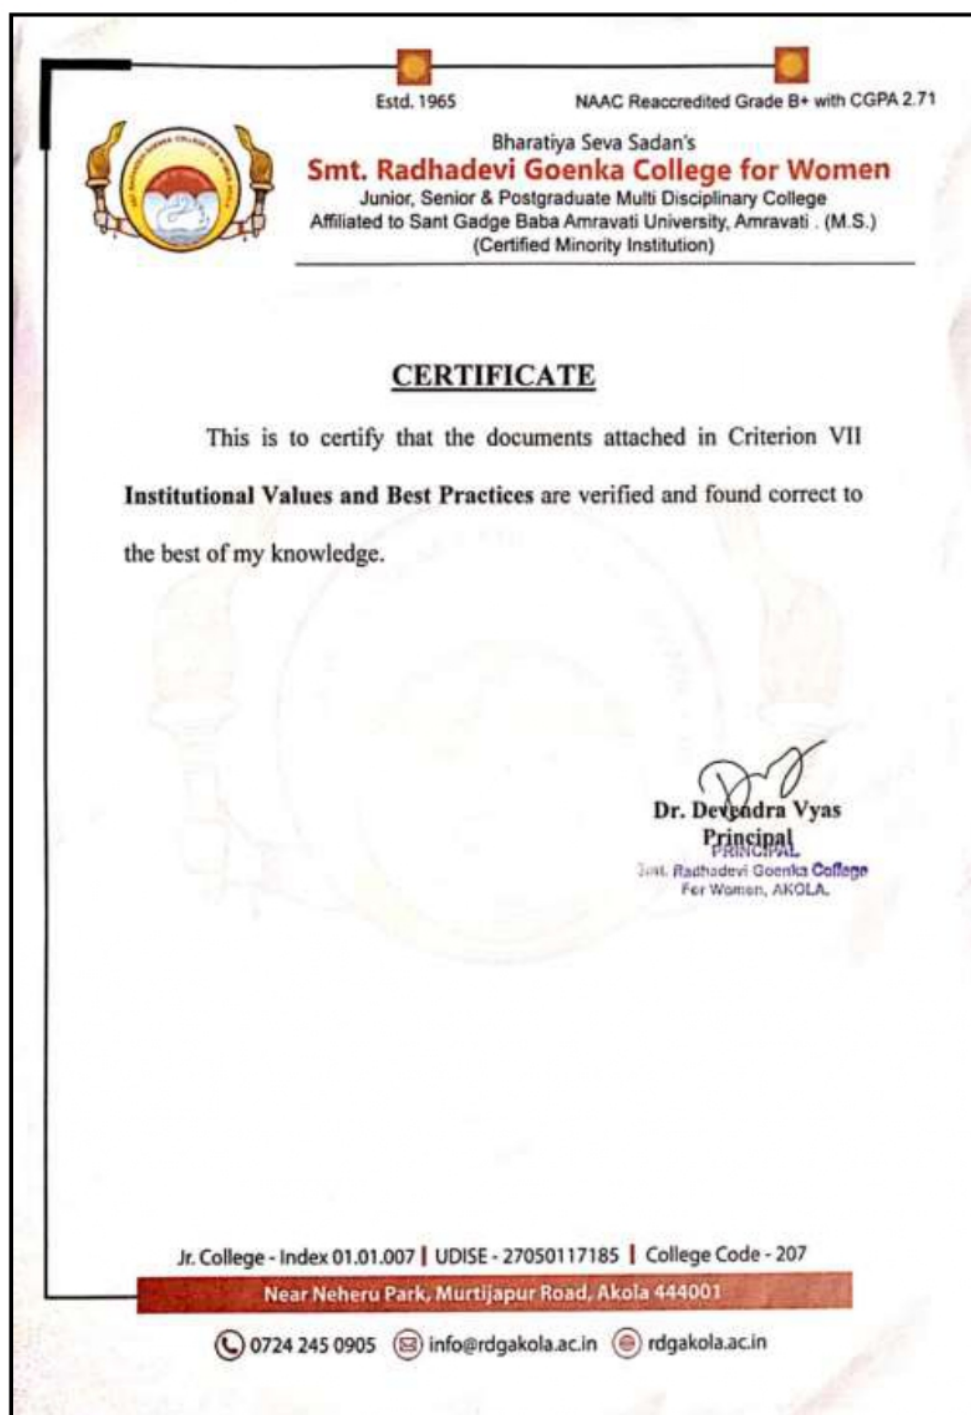 Estd. 1965
NAAC Reaccredited Grade B+ with CGPA 2.71
Bharatiya Seva Sadan's
Smt. Radhadevi Goenka College for Women
Junior, Senior & Postgraduate Multi Disciplinary College
Affiliated to Sant Gadge Baba Amravati University, Amravati . (M.S.)
(Certified Minority Institution)
CERTIFICATE
This is to certify that the documents attached in Criterion VII
Institutional Values and Best Practices are verified and found correct to
the best of my knowledge.
Dr. Devendra Vyas
Principal
PRINCIPAL
Smt. Radhadevi Goenka College
For Women, AKOLA.
Jr. College - Index 01.01.007 | UDISE - 27050117185 | College Code - 207
Near Neheru Park, Murtijapur Road, Akola 444001
0724 245 0905 info@rdgakola.ac.in rdgakola.ac.in